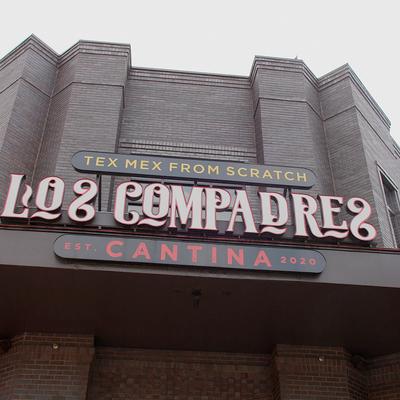 TEX MEX FROM SCRATCH
LOS COMPADRES
EST. CANTINA 2020